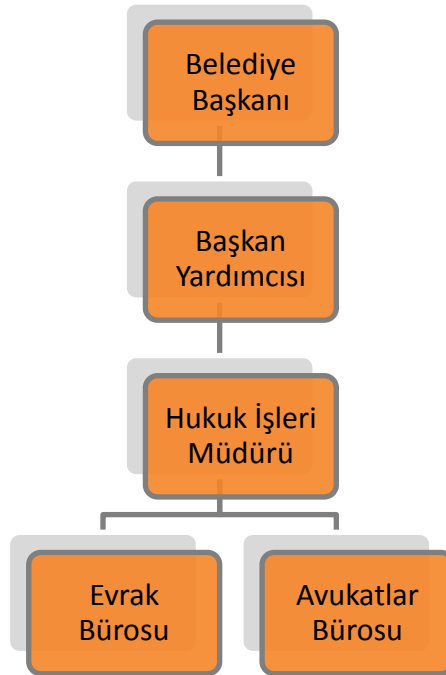 Belediye
Başkanı
Başkan
Yardımcısı
Hukuk İşleri
Müdürü
Evrak
Bürosu
Avukatlar
Bürosu